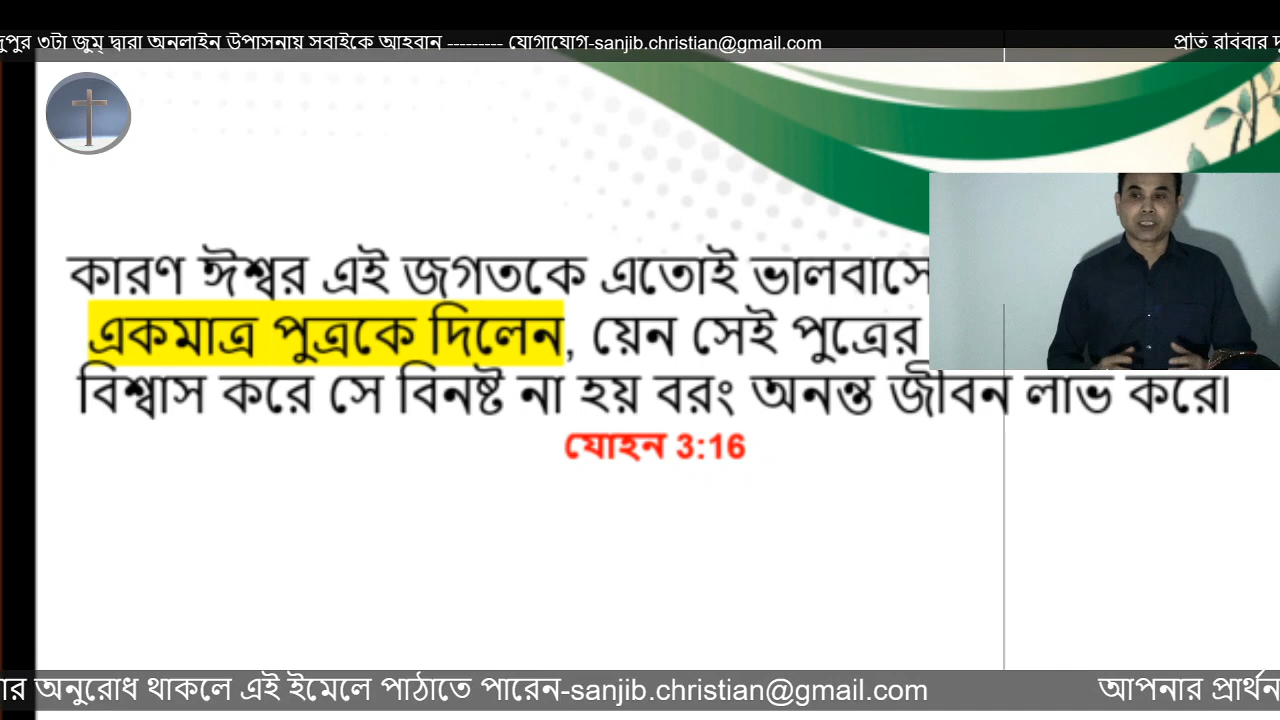 দুপুর ৩টা জুম্ দ্বারা অনলাইন উপাসনায় সবাইকে আহবান --------- যোগাযোগ-sanjib.christian@gmail.com প্রতি রবিবার
কারণ ঈশ্বর এই জগতকে এতোই ভালবাসে
একমাত্র পুত্রকে দিলেন, য়েন সেই পুত্রের
বিশ্বাস করে সে বিনষ্ট না হয় বরং অনন্ত জীবন লাভ করে৷
যোহন 3:16
অনুরোধ থাকলে এই ইমেলে পাঠাতে পারেন-sanjib.christian@gmail.com আপনার